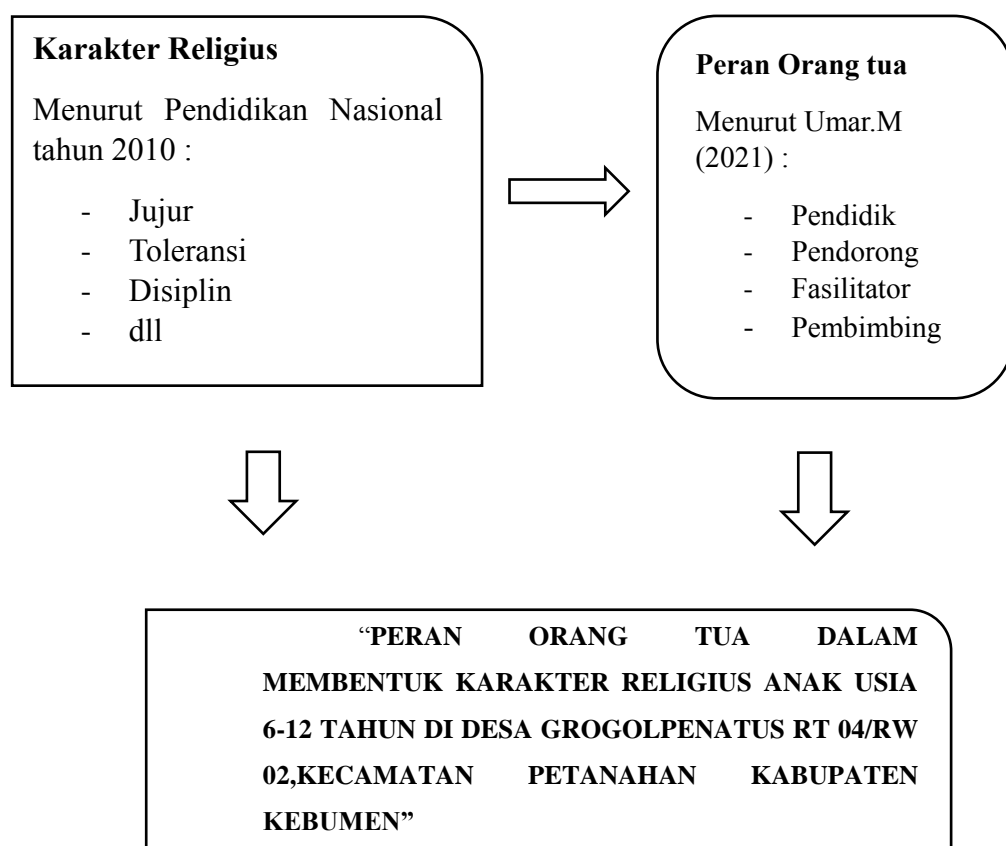 Karakter Religius
Menurut Pendidikan Nasional
tahun 2010 :
- Jujur
- Toleransi
- Disiplin
- dll
Peran Orang tua
Menurut Umar.M
(2021) :
- Pendidik
- Pendorong
- Fasilitator
- Pembimbing
“PERAN ORANG TUA DALAM
MEMBENTUK KARAKTER RELIGIUS ANAK USIA
6-12 TAHUN DI DESA GROGOLPENATUS RT 04/RW
02,KECAMATAN PETANAHAN KABUPATEN
KEBUMEN”